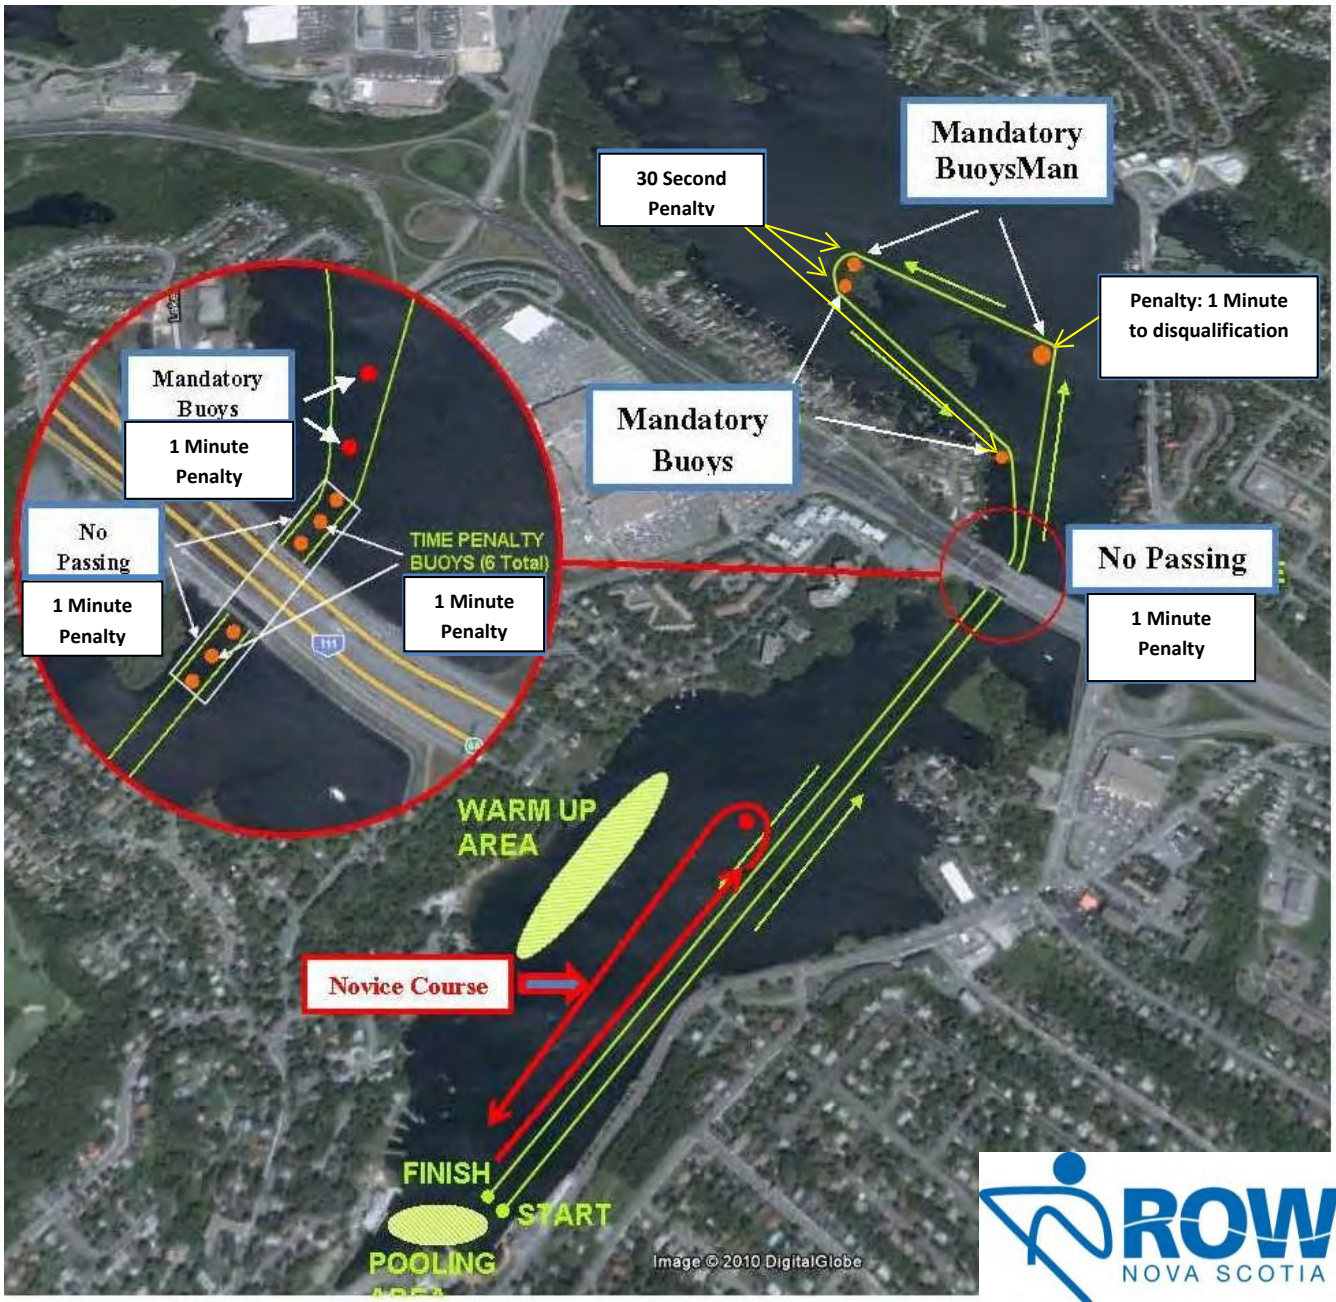 Mandatory
BuoysMan
30 Second
Penalty
Penalty: 1 Minute
to disqualification
Mandatory
Buoys
1 Minute
Penalty
Mandatory
Buoys
No
Passing
1 Minute
Penalty
TIME PENALTY
BUOYS (6 Total)
1 Minute
Penalty
111
No Passing
1 Minute
Penalty
WARM UP
AREA
Novice Course
FINISH
START
POOLING
AREA
Image © 2010 DigitalGlobe
ROW
NOVA SCOTIA